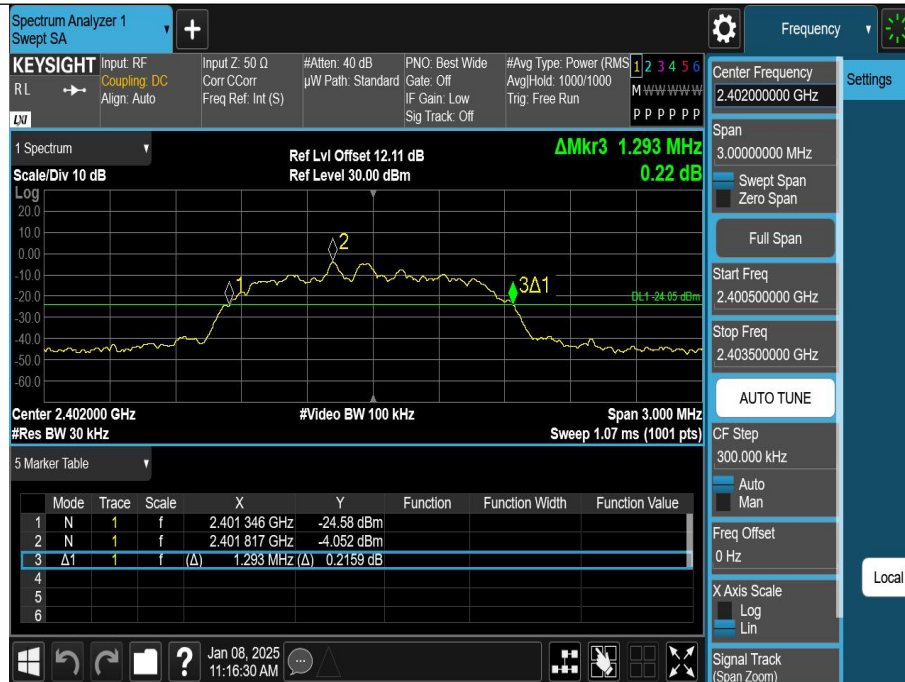 Spectrum Analyzer 1
Swept SA
+
Frequency
KEYSIGHT
RL
LXI
Input: RF
Coupling: DC
Align: Auto
Input Z: 50 Ω
Corr CCorr
Freq Ref: Int (S)
#Atten: 40 dB
µW Path: Standard
PNO: Best Wide
Gate: Off
IF Gain: Low
Sig Track: Off
#Avg Type: Power (RMS
Avg|Hold: 1000/1000
Trig: Free Run
1 2 3 4 5 6
M W W W W W
P P P P P P
1 Spectrum
Scale/Div 10 dB
Ref Lvl Offset 12.11 dB
Ref Level 30.00 dBm
ΔMkr3 1.293 MHz
0.22 dB
Log
20.0
10.0
0.00
-10.0
-20.0
-30.0
-40.0
-50.0
-60.0
1
2
3Δ1
DL1 -24.05 dBm
Center 2.402000 GHz
#Video BW 100 kHz
Span 3.000 MHz
#Res BW 30 kHz
Sweep 1.07 ms (1001 pts)
5 Marker Table
Mode Trace Scale X Y Function Function Width Function Value
1 N 1 f 2.401 346 GHz -24.58 dBm
2 N 1 f 2.401 817 GHz -4.052 dBm
3 Δ1 1 f (Δ) 1.293 MHz (Δ) 0.2159 dB
4
5
6
?
Jan 08, 2025
11:16:30 AM
Center Frequency
2.402000000 GHz
Span
3.00000000 MHz
Swept Span
Zero Span
Full Span
Start Freq
2.400500000 GHz
Stop Freq
2.403500000 GHz
AUTO TUNE
CF Step
300.000 kHz
Auto
Man
Freq Offset
0 Hz
X Axis Scale
Log
Lin
Signal Track
(Span Zoom)
Settings
Local